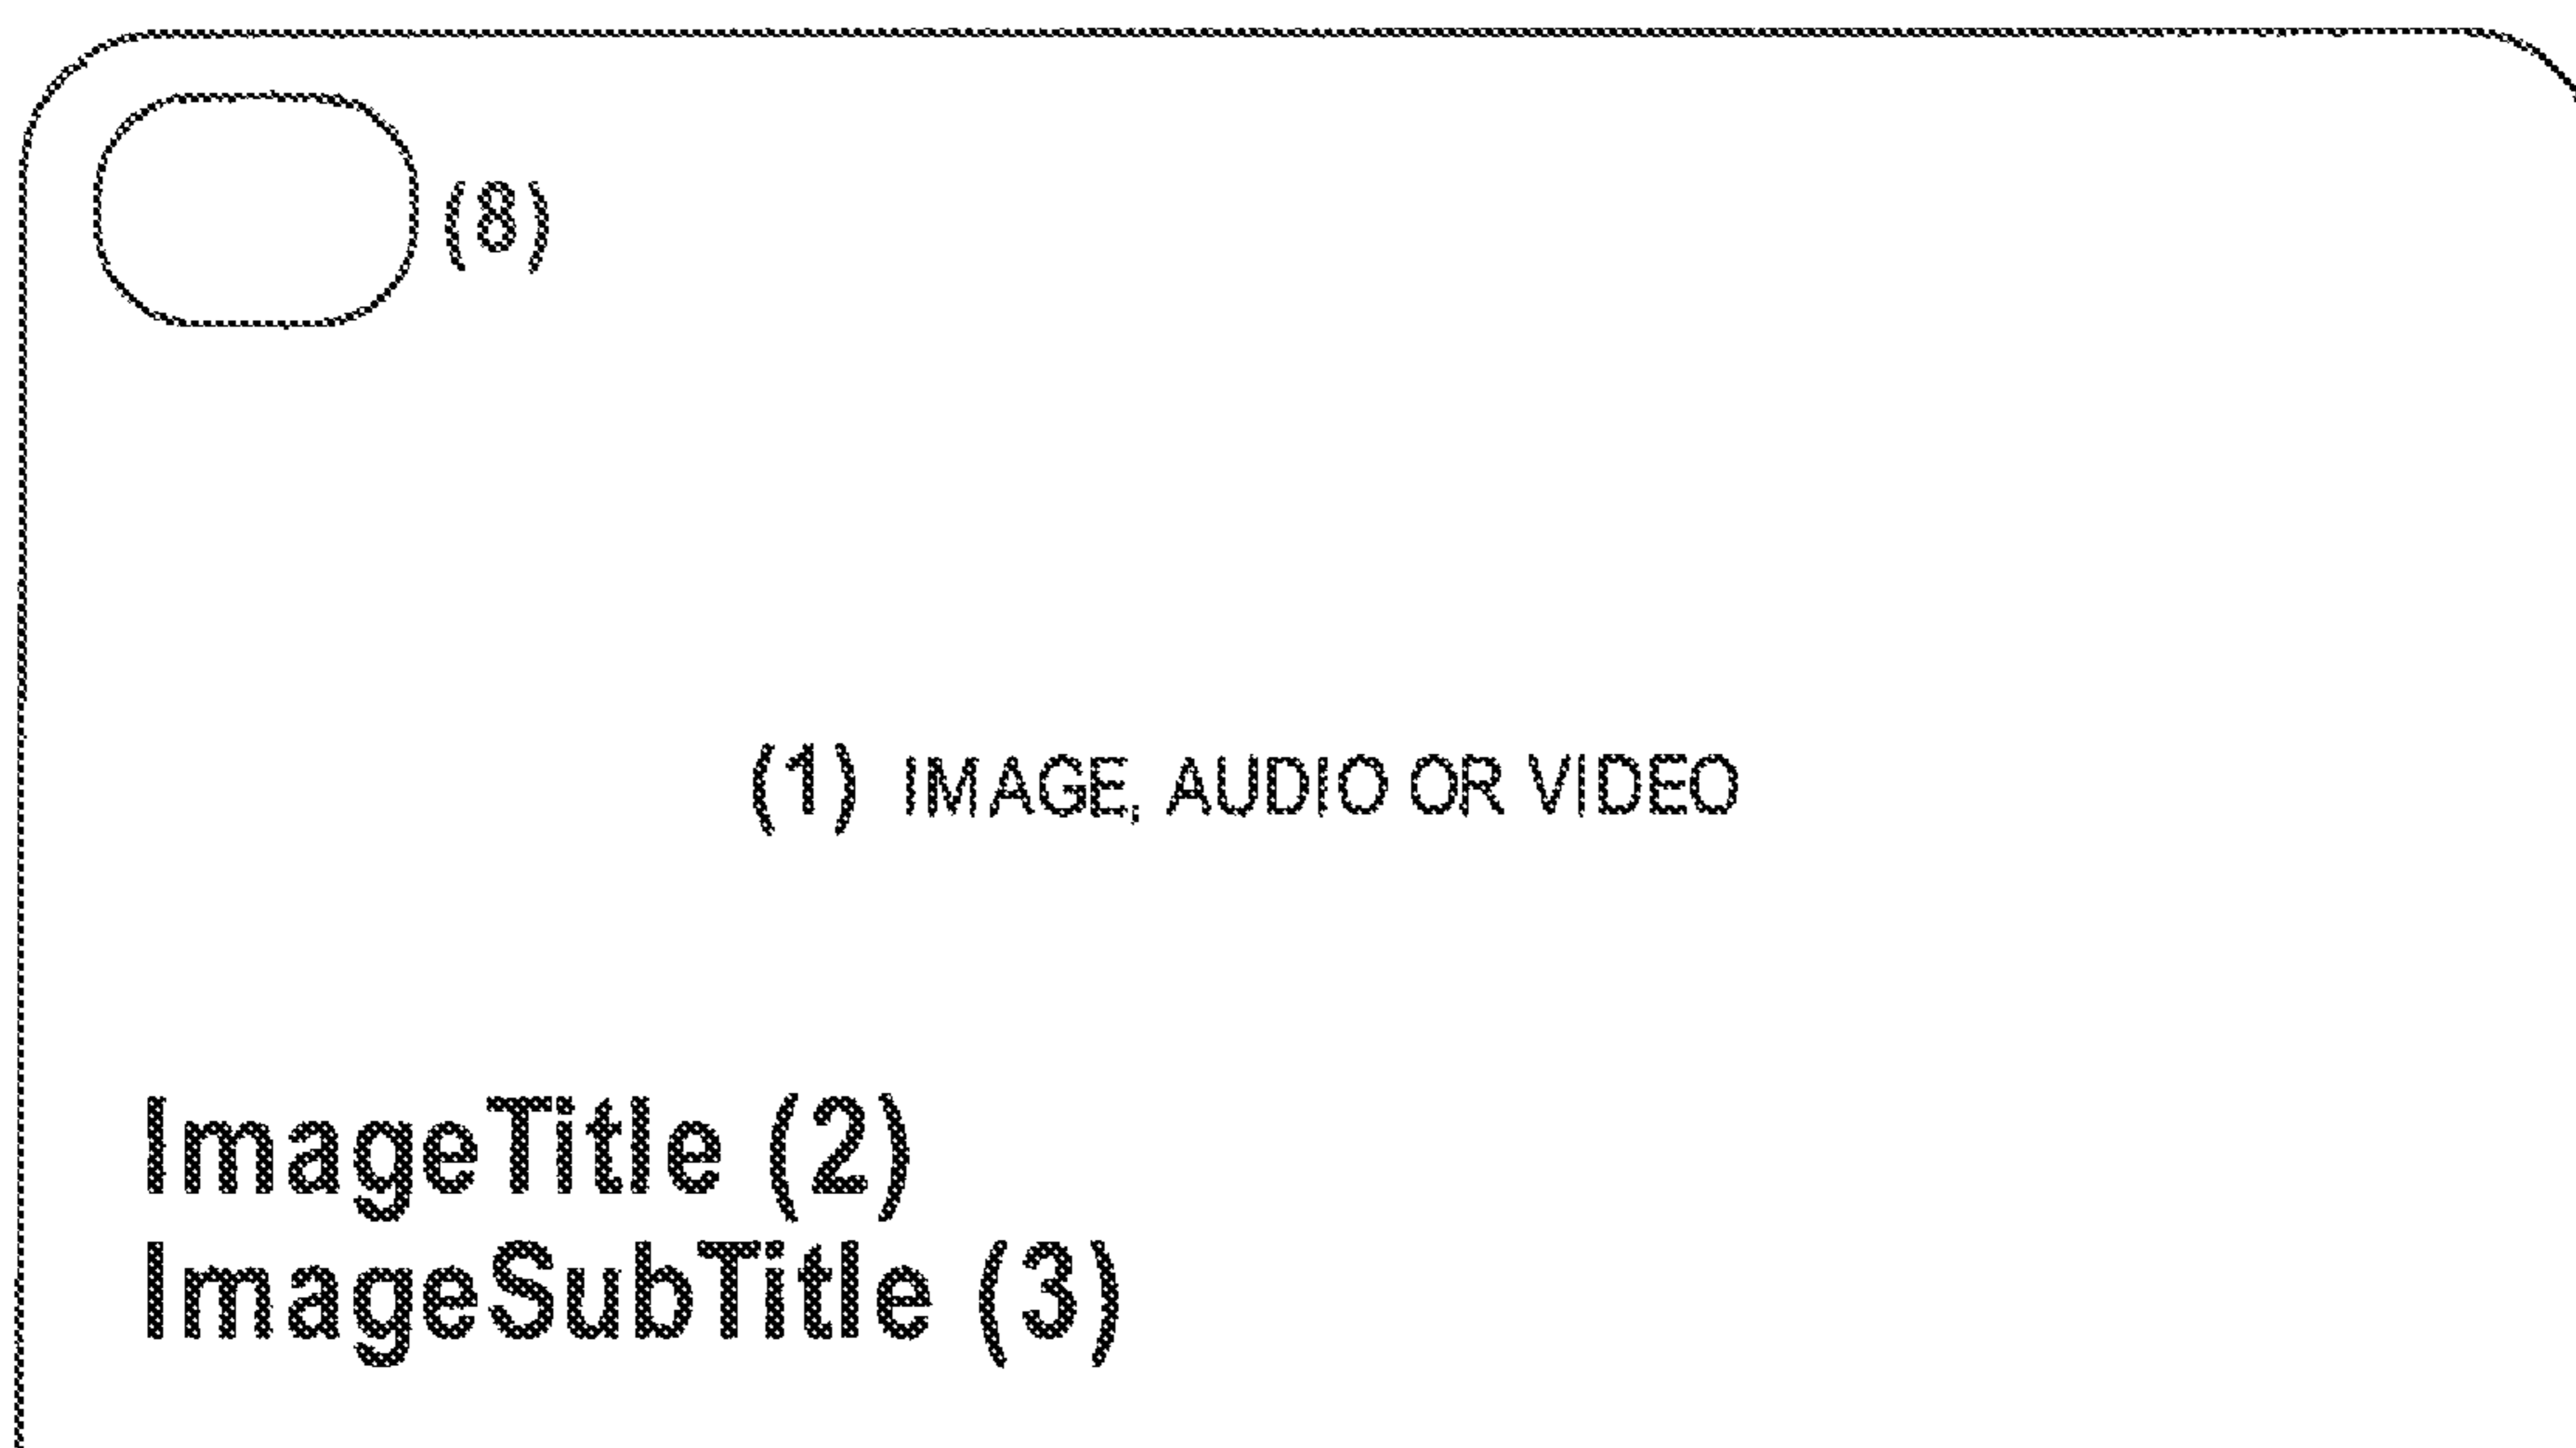 (8)
(1) IMAGE, AUDIO OR VIDEO
ImageTitle (2)
ImageSubTitle (3)